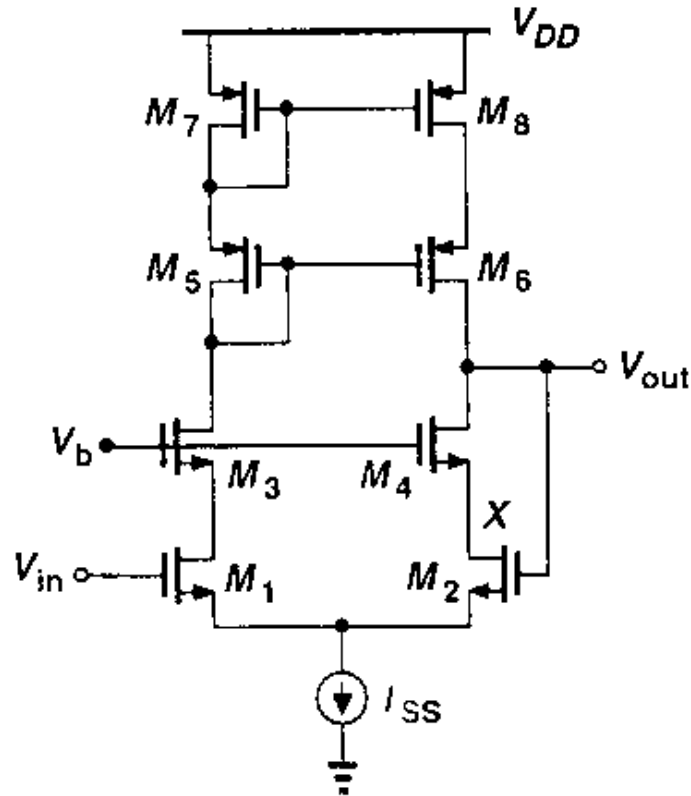 V_DD
M_7 M_8
M_5 M_6
V_out
V_b M_3 M_4
X
V_in M_1 M_2
I_SS